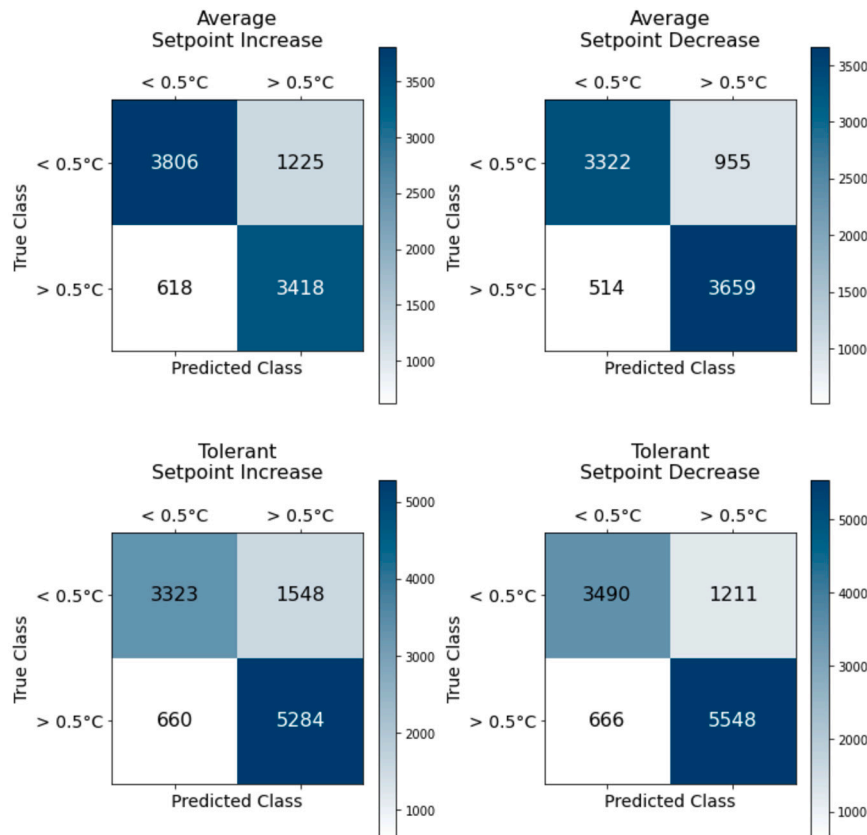 Average
Setpoint Increase
< 0.5°C > 0.5°C
True Class
< 0.5°C 3806 1225
> 0.5°C 618 3418
Predicted Class
3500
3000
2500
2000
1500
1000
Average
Setpoint Decrease
< 0.5°C > 0.5°C
True Class
< 0.5°C 3322 955
> 0.5°C 514 3659
Predicted Class
3500
3000
2500
2000
1500
1000
Tolerant
Setpoint Increase
< 0.5°C > 0.5°C
True Class
< 0.5°C 3323 1548
> 0.5°C 660 5284
Predicted Class
5000
4000
3000
2000
1000
Tolerant
Setpoint Decrease
< 0.5°C > 0.5°C
True Class
< 0.5°C 3490 1211
> 0.5°C 666 5548
Predicted Class
5000
4000
3000
2000
1000